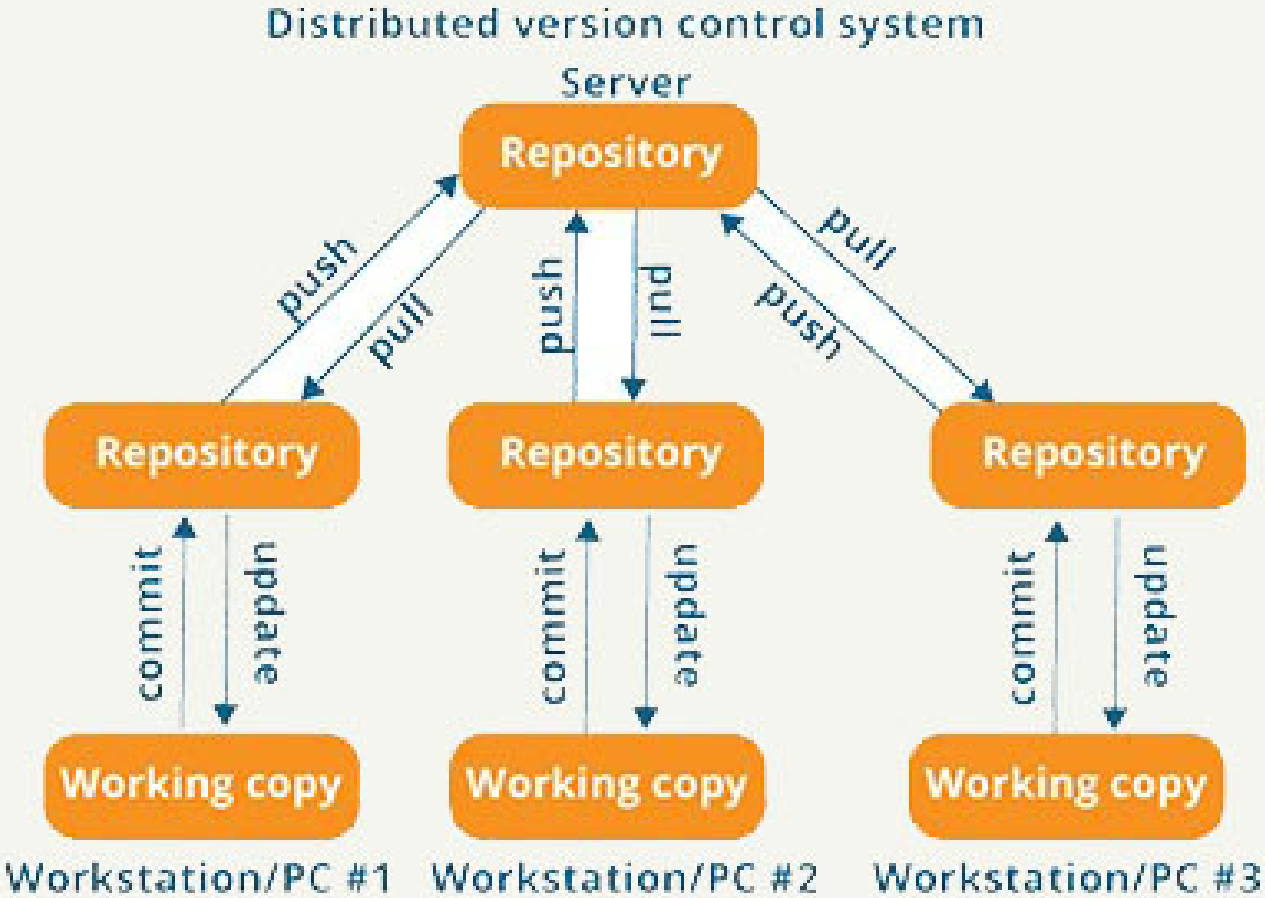 Distributed version control system
Server
Repository
push
pull
push
pull
push
pull
Repository
Repository
Repository
commit
update
commit
update
commit
update
Working copy
Working copy
Working copy
Workstation/PC #1
Workstation/PC #2
Workstation/PC #3